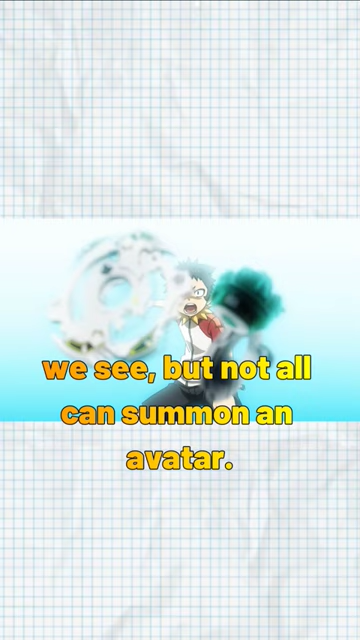 we see, but not all
can summon an
avatar.